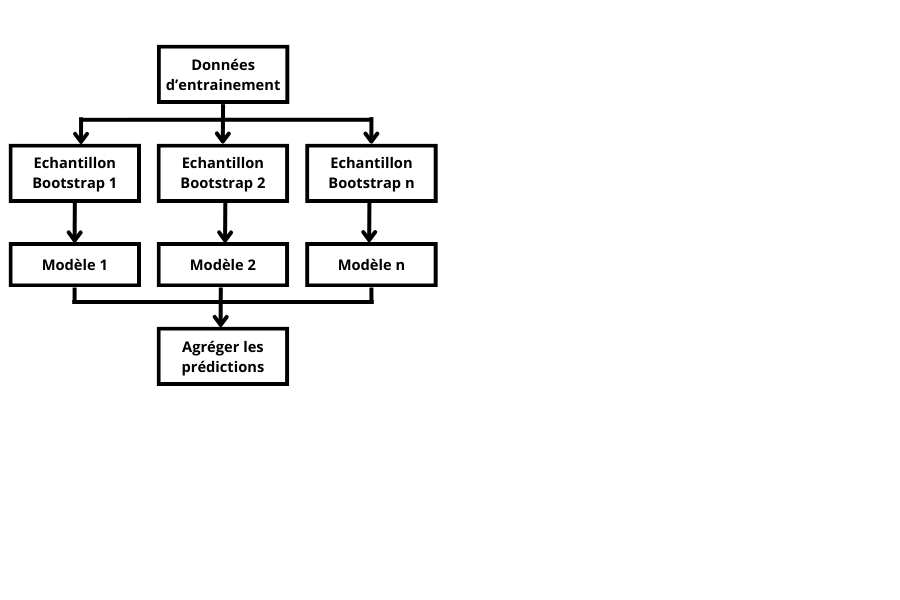 Données
d’entrainement
Echantillon
Bootstrap 1
Echantillon
Bootstrap 2
Echantillon
Bootstrap n
Modèle 1
Modèle 2
Modèle n
Agréger les
prédictions